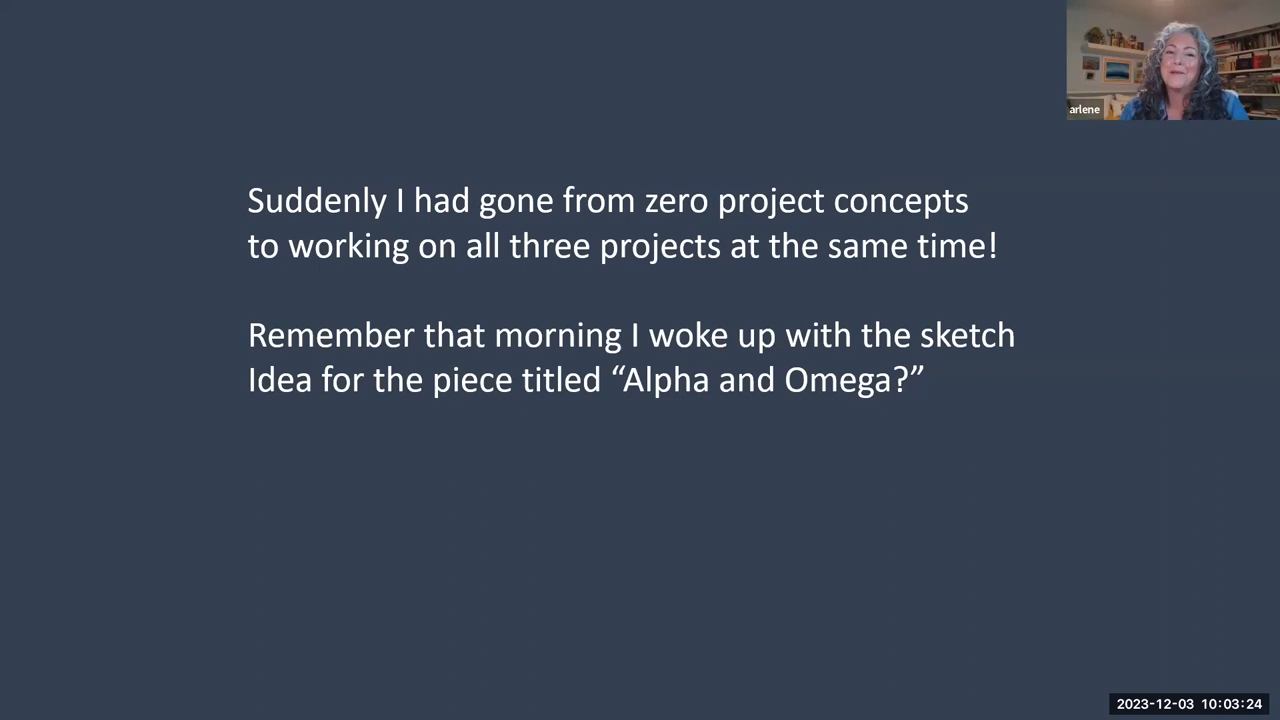 arlene
Suddenly I had gone from zero project concepts
to working on all three projects at the same time!
Remember that morning I woke up with the sketch
Idea for the piece titled “Alpha and Omega?”
2023-12-03 10:03:24